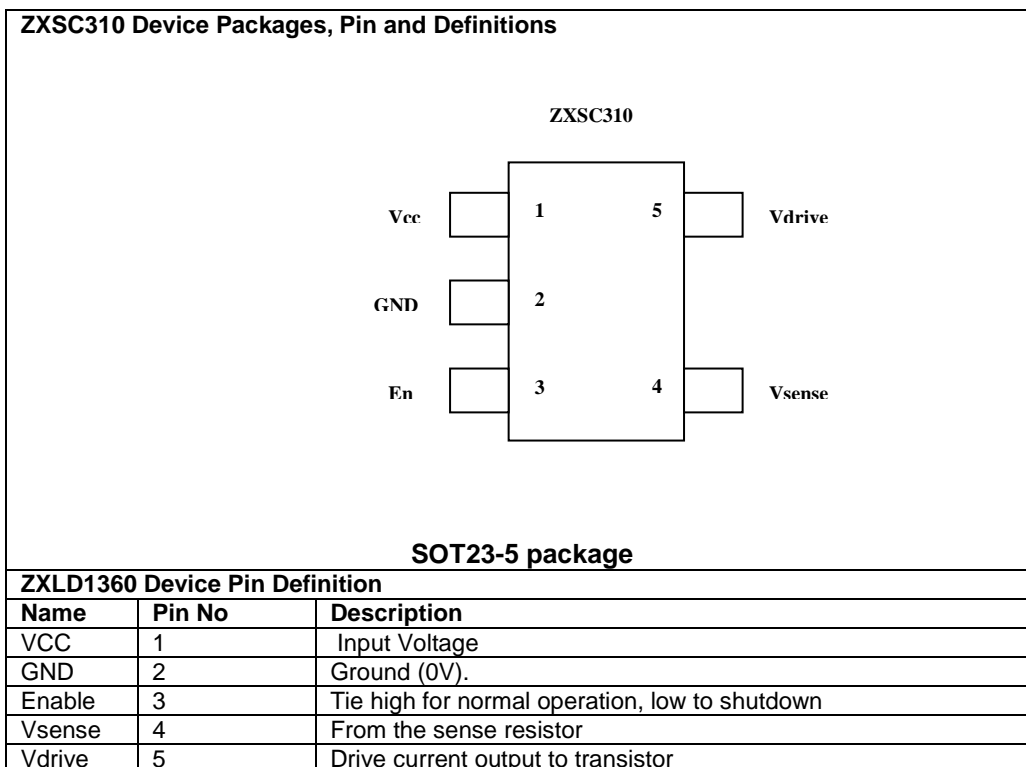 ZXSC310 Device Packages, Pin and Definitions
ZXSC310
Vcc 1 5 Vdrive
GND 2
En 3 4 Vsense
SOT23-5 package
ZXLD1360 Device Pin Definition
Name Pin No Description
VCC 1 Input Voltage
GND 2 Ground (0V).
Enable 3 Tie high for normal operation, low to shutdown
Vsense 4 From the sense resistor
Vdrive 5 Drive current output to transistor